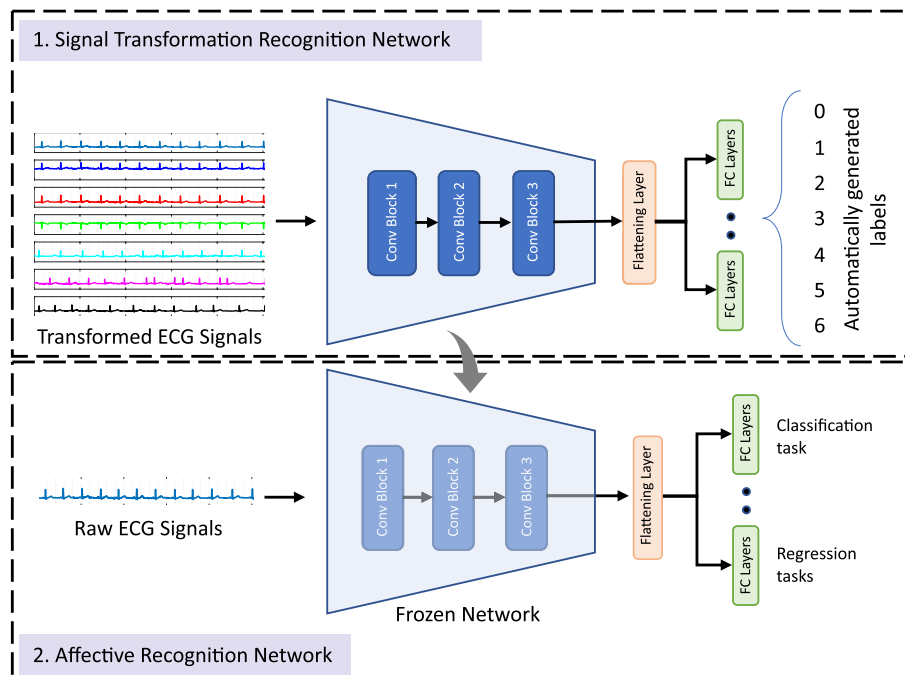 1. Signal Transformation Recognition Network
Transformed ECG Signals
Conv Block 1
Conv Block 2
Conv Block 3
Flattening Layer
FC Layers
FC Layers
0
1
2
3
4
5
6
Automatically generated
labels
Raw ECG Signals
Conv Block 1
Conv Block 2
Conv Block 3
Frozen Network
Flattening Layer
FC Layers
Classification
task
FC Layers
Regression
tasks
2. Affective Recognition Network